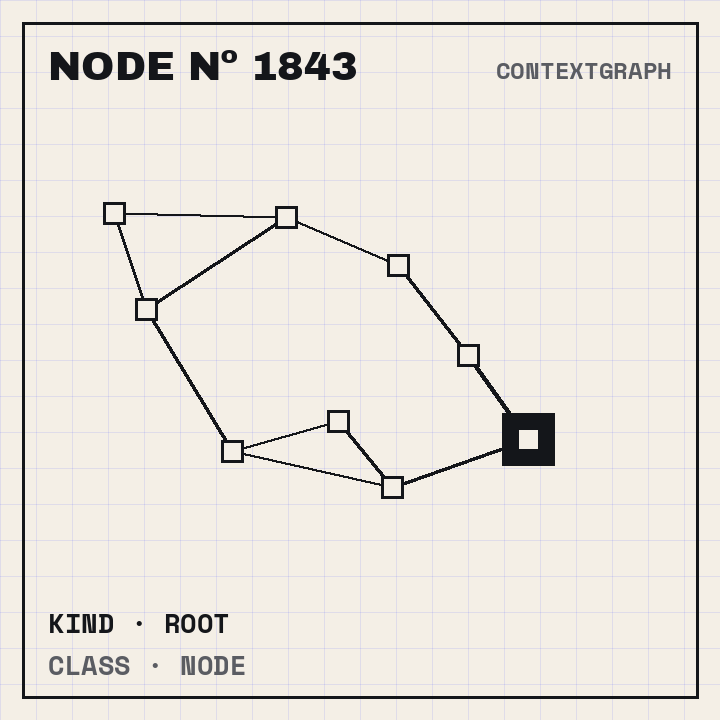 NODE Nº 1843
CONTEXTGRAPH
KIND · ROOT
CLASS · NODE